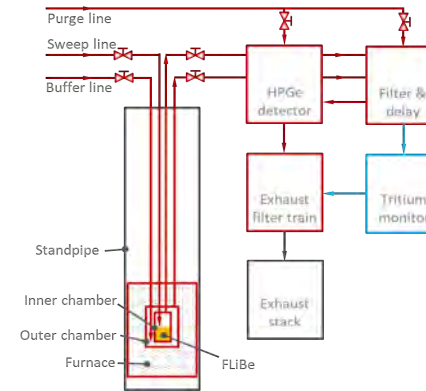 Purge line
Sweep line
Buffer line
HPGe
detector
Filter &
delay
Exhaust
filter train
Tritium
monitor
Standpipe
Inner chamber
Exhaust
stack
Outer chamber
FLiBe
Furnace